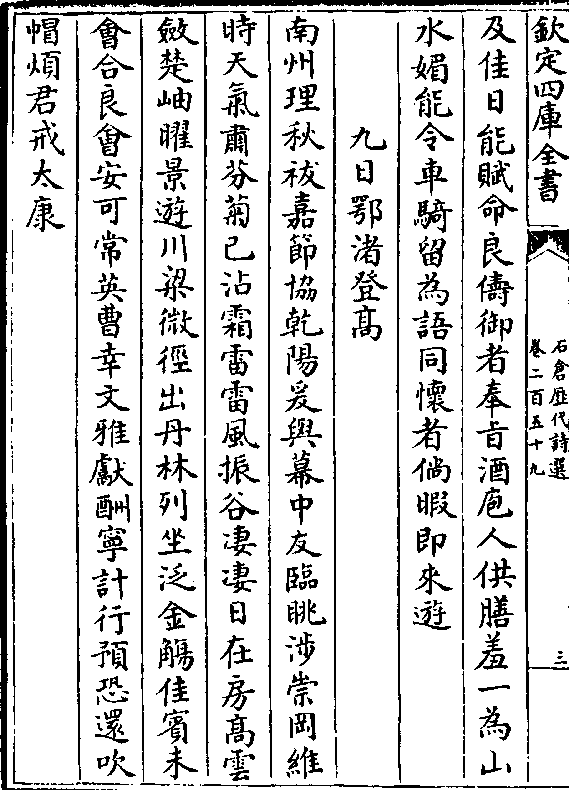 欽定四庫全書
石倉歴代詩選
卷二百五十九
三
及佳日能賦命良儔御者奉旨酒庖人供膳羞一為山
水媚能令車騎留為語同懷者倘暇即來遊
九日鄂渚登高
南州理秋祓嘉節協乾陽爰與幕中友臨眺涉崇岡維
時天氣肅芬菊已沾霜雷雷風振谷凄凄日在房高雲
斂楚岫曜景遊川梁微徑出丹林列坐泛金觴佳賓未
會合良會安可常英曹幸文雅獻酬寧計行預恐還吹
帽煩君戒太康